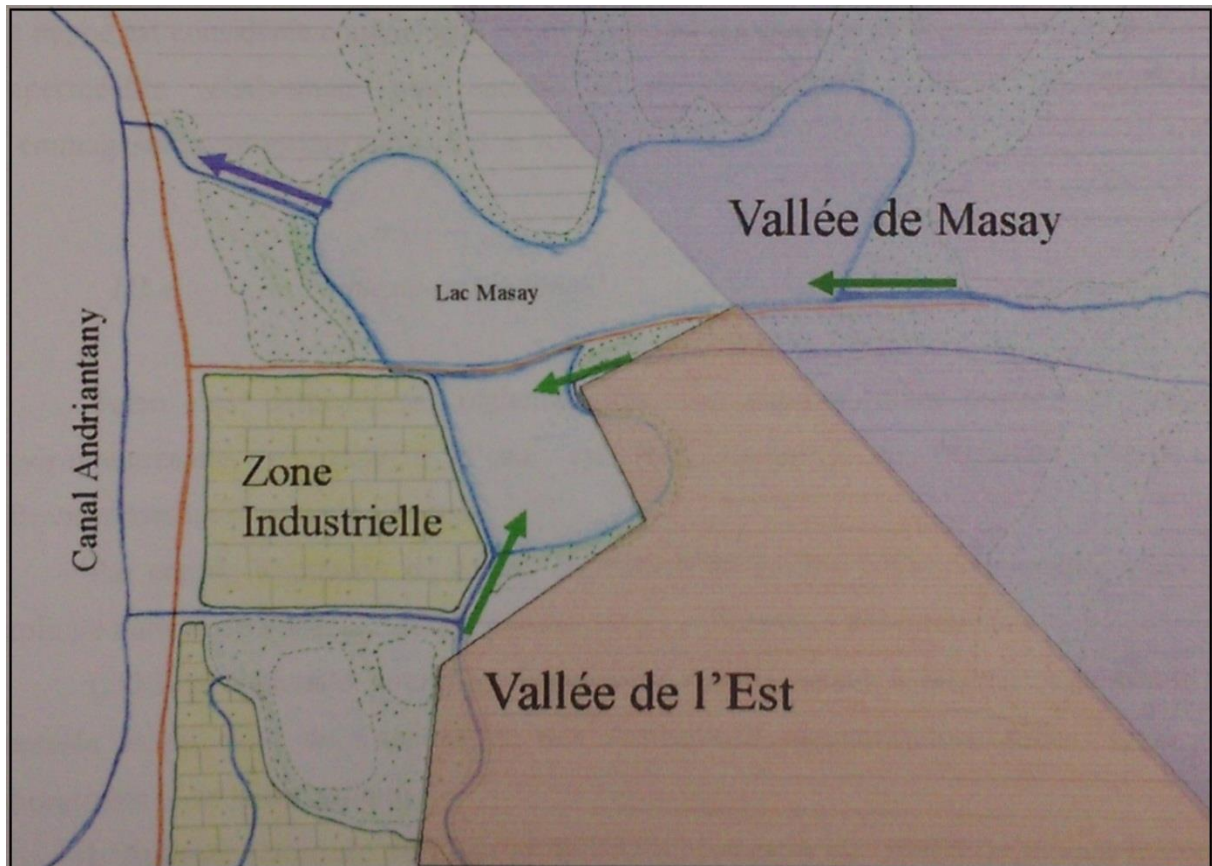 Vallée de Masay
Lac Masay
Canal Andriantany
Zone
Industrielle
Vallée de l’Est